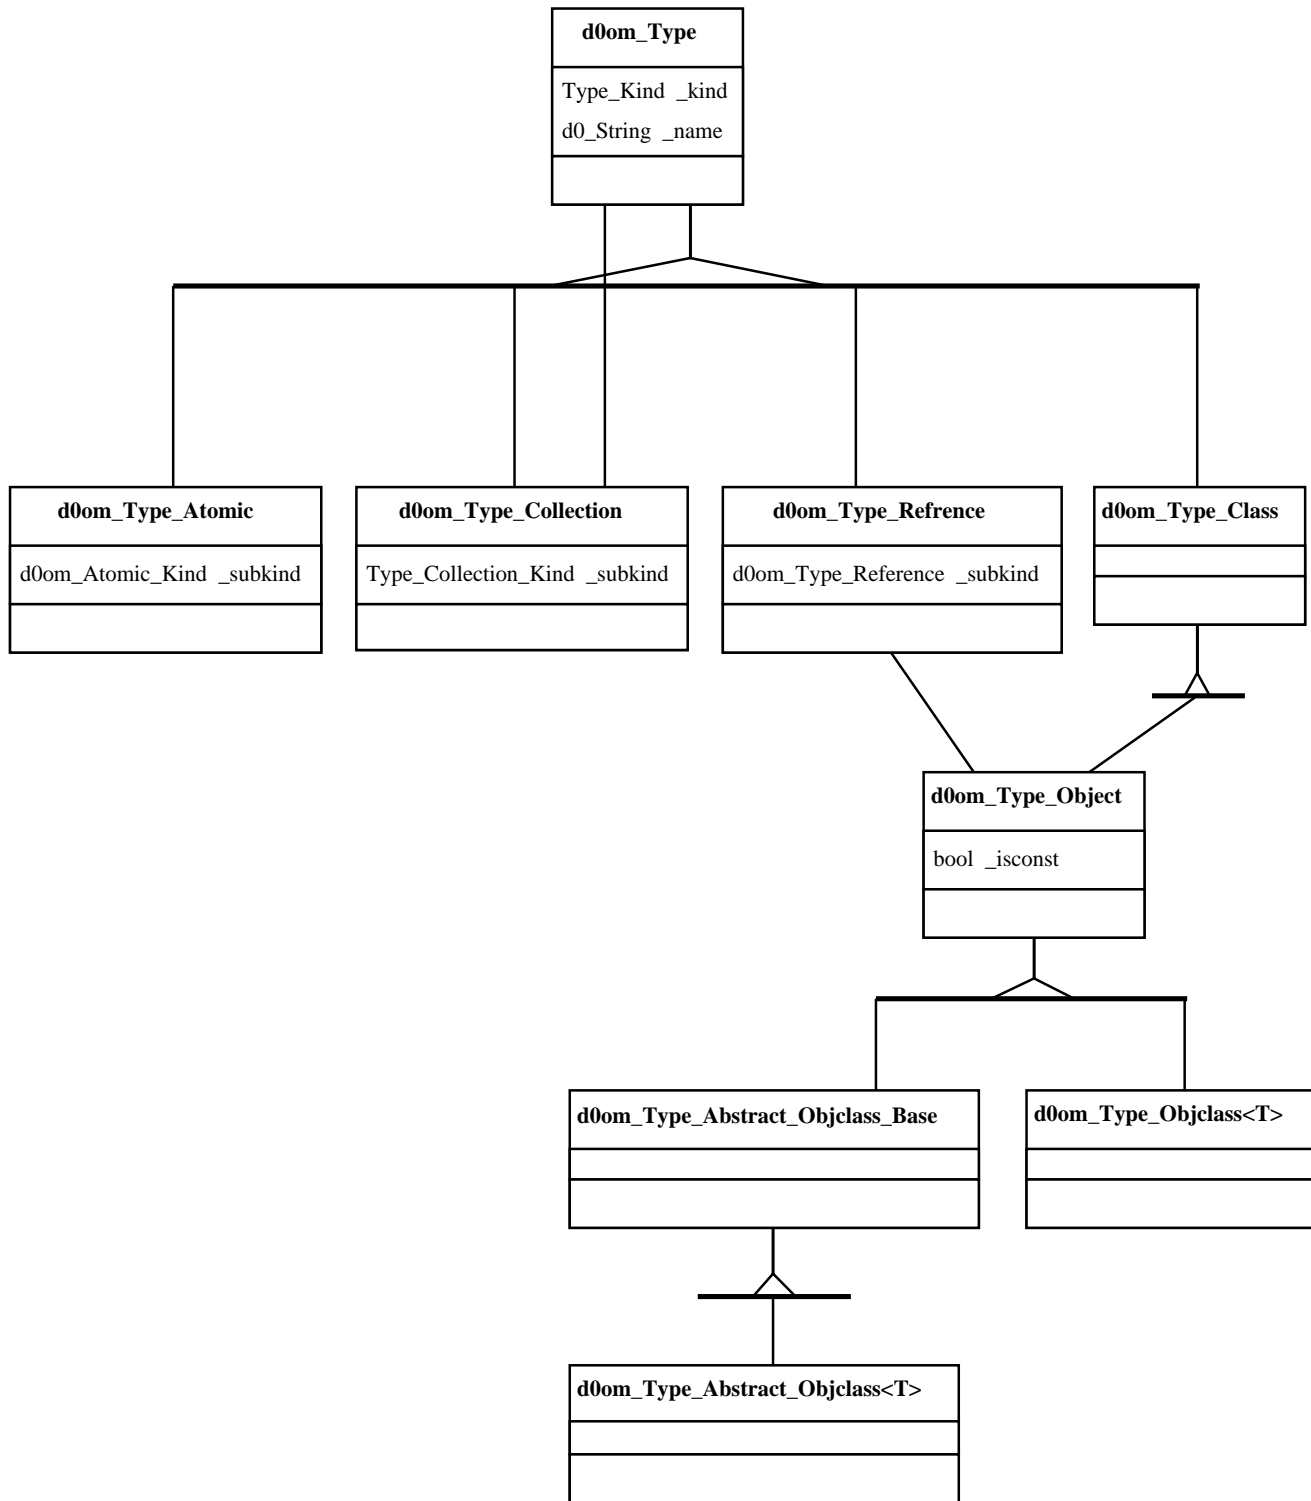 d0om_Type
Type_Kind _kind
d0_String _name
d0om_Type_Atomic
d0om_Atomic_Kind _subkind
d0om_Type_Collection
Type_Collection_Kind _subkind
d0om_Type_Refrence
d0om_Type_Reference _subkind
d0om_Type_Class
d0om_Type_Object
bool _isconst
d0om_Type_Abstract_Objclass_Base
d0om_Type_Objclass<T>
d0om_Type_Abstract_Objclass<T>